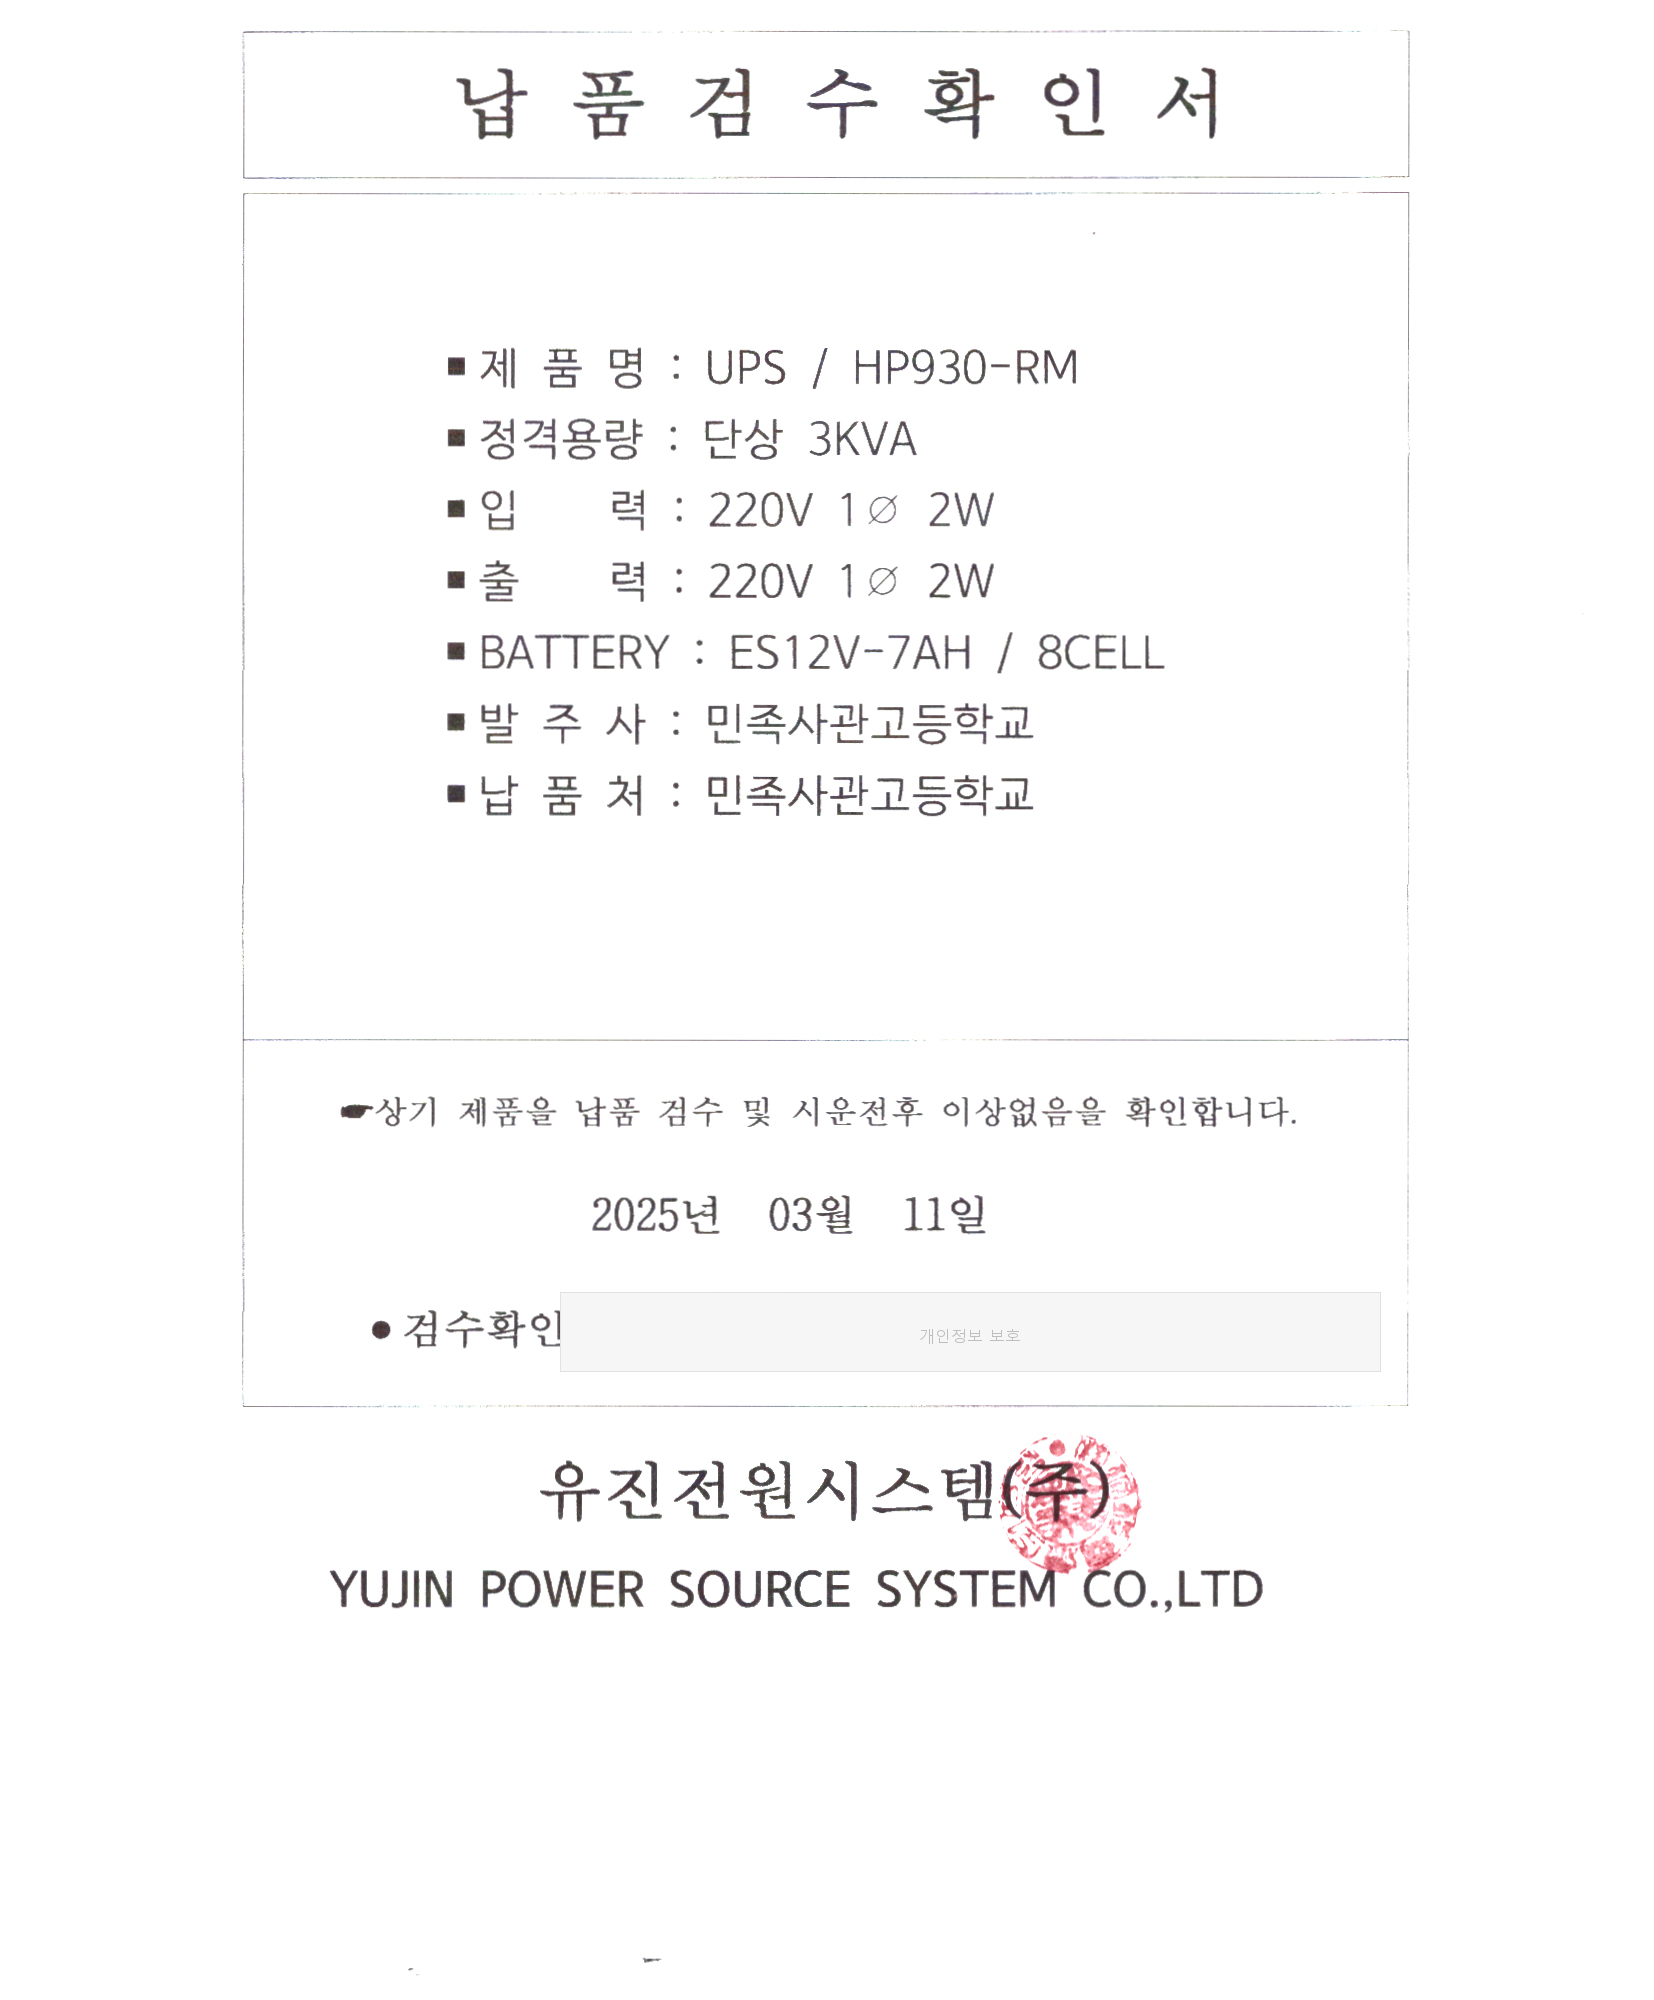 납 품 검 수 확 인 서
■ 제 품 명 : UPS / HP930-RM
■ 정격용량 : 단상 3KVA
■ 입 력 : 220V 1∅ 2W
■ 출 력 : 220V 1∅ 2W
■ BATTERY : ES12V-7AH / 8CELL
■ 발 주 사 : 민족사관고등학교
■ 납 품 처 : 민족사관고등학교
☛상기 제품을 납품 검수 및 시운전후 이상없음을 확인합니다.
2025년 03월 11일
● 검수확인
개인정보 보호
유진전원시스템(주)
YUJIN POWER SOURCE SYSTEM CO.,LTD